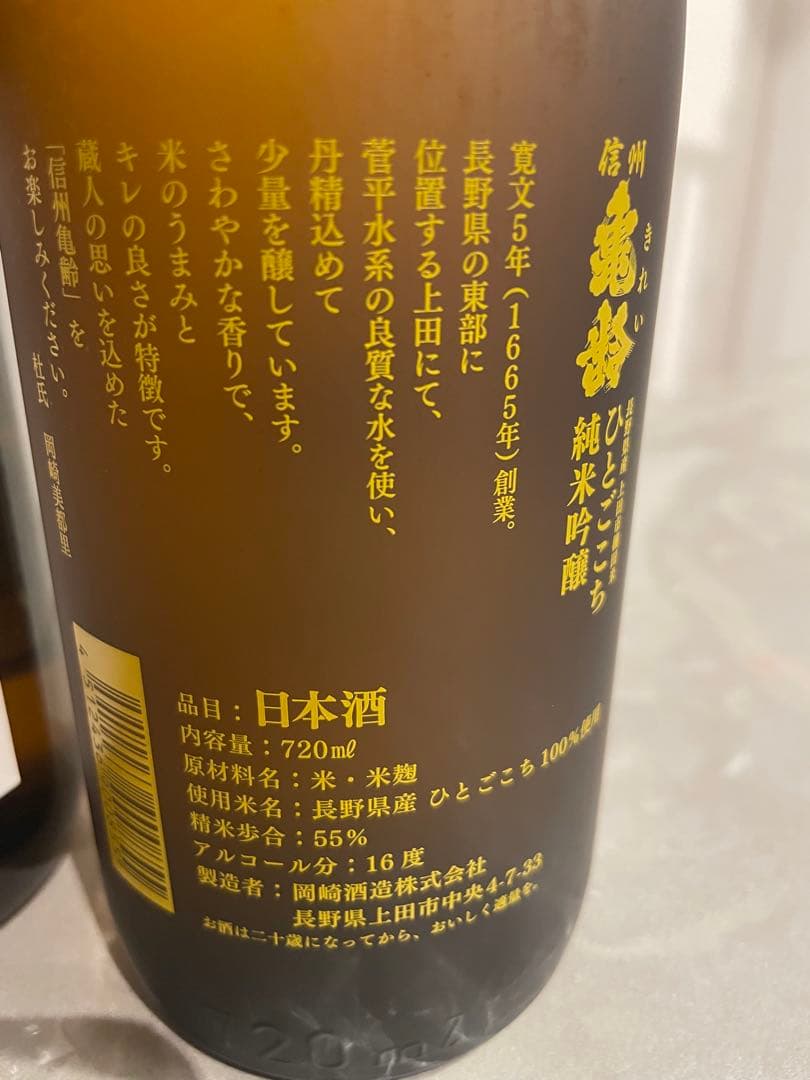 信州
亀齢
きれい
ひとごこち
純米吟醸
寛文5年(1665年)創業。
長野県の東部に
位置する上田にて、
菅平水系の良質な水を使い、
丹精込めて
少量を醸しています。
さわやかな香りで、
米のうまみと
キレの良さが特徴です。
蔵人の思いを込めた
「信州亀齢」を
お楽しみください。
杜氏 岡崎美都里
品目:日本酒
内容量:720mℓ
原材料名:米・米麹
使用米名:長野県産 ひとごこち100%使用
精米歩合:55%
アルコール分:16度
製造者:岡崎酒造株式会社
長野県上田市中央4-7-33
お酒は二十歳になってから、おいしく適量を。